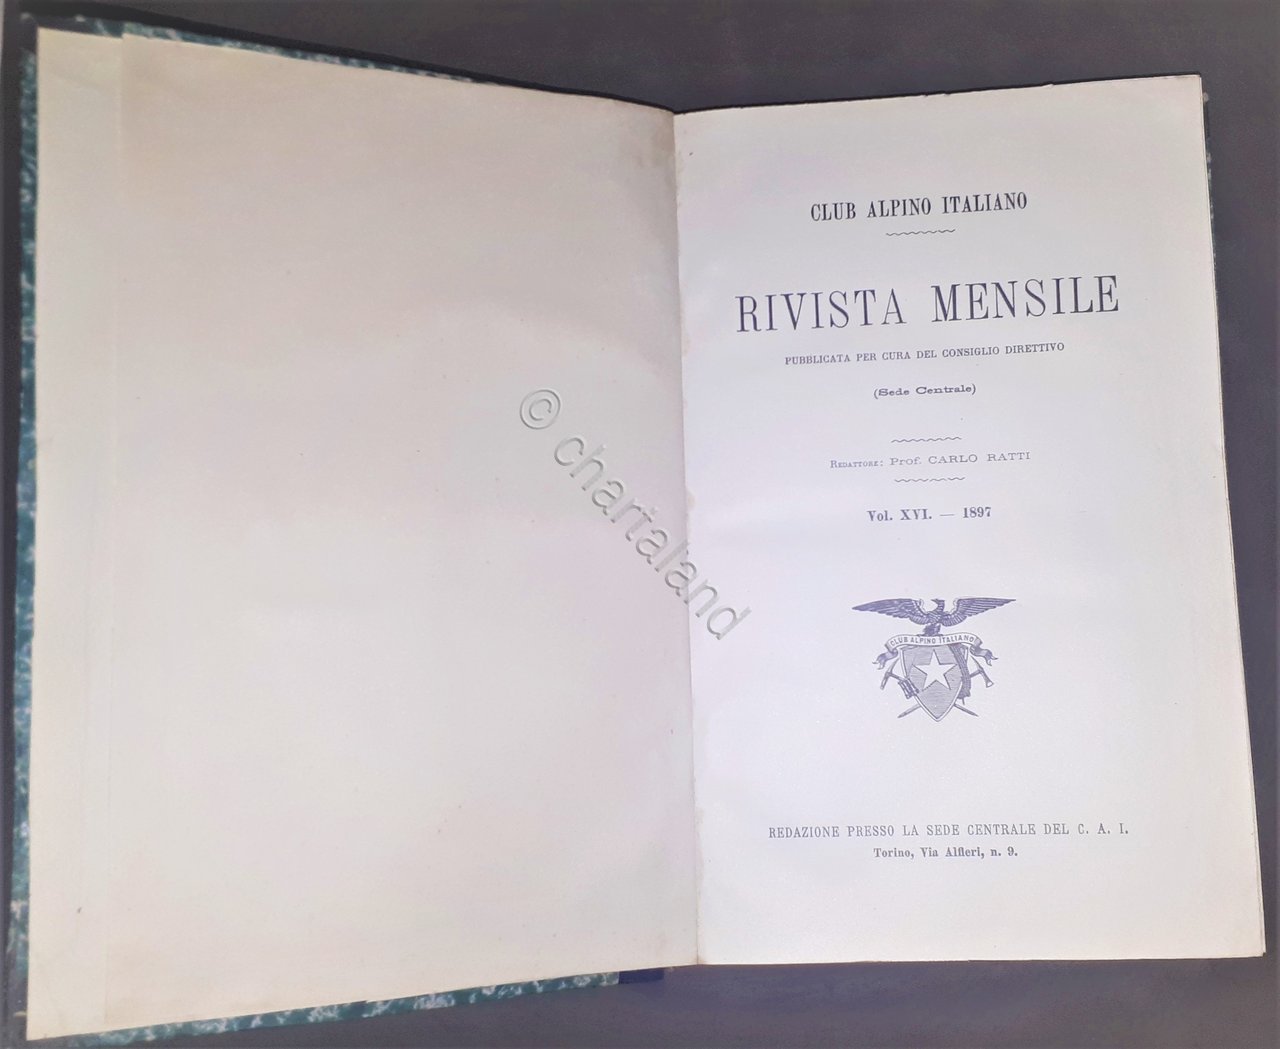 CLUB ALPINO ITALIANO
RIVISTA MENSILE
PUBBLICATA PER CURA DEL CONSIGLIO DIRETTIVO
(Sede Centrale)
REDATTORE: Prof. CARLO RATTI
Vol. XVI. — 1897
CLUB ALPINO ITALIANO
REDAZIONE PRESSO LA SEDE CENTRALE DEL C. A. I.
Torino, Via Alfieri, n. 9.
© chartaland